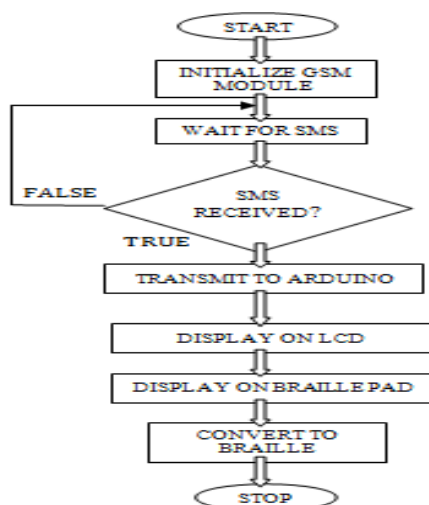 START
INITIALIZE GSM
MODULE
WAIT FOR SMS
FALSE
SMS
RECEIVED?
TRUE
TRANSMIT TO ARDUINO
DISPLAY ON LCD
DISPLAY ON BRAILLE PAD
CONVERT TO
BRAILLE
STOP